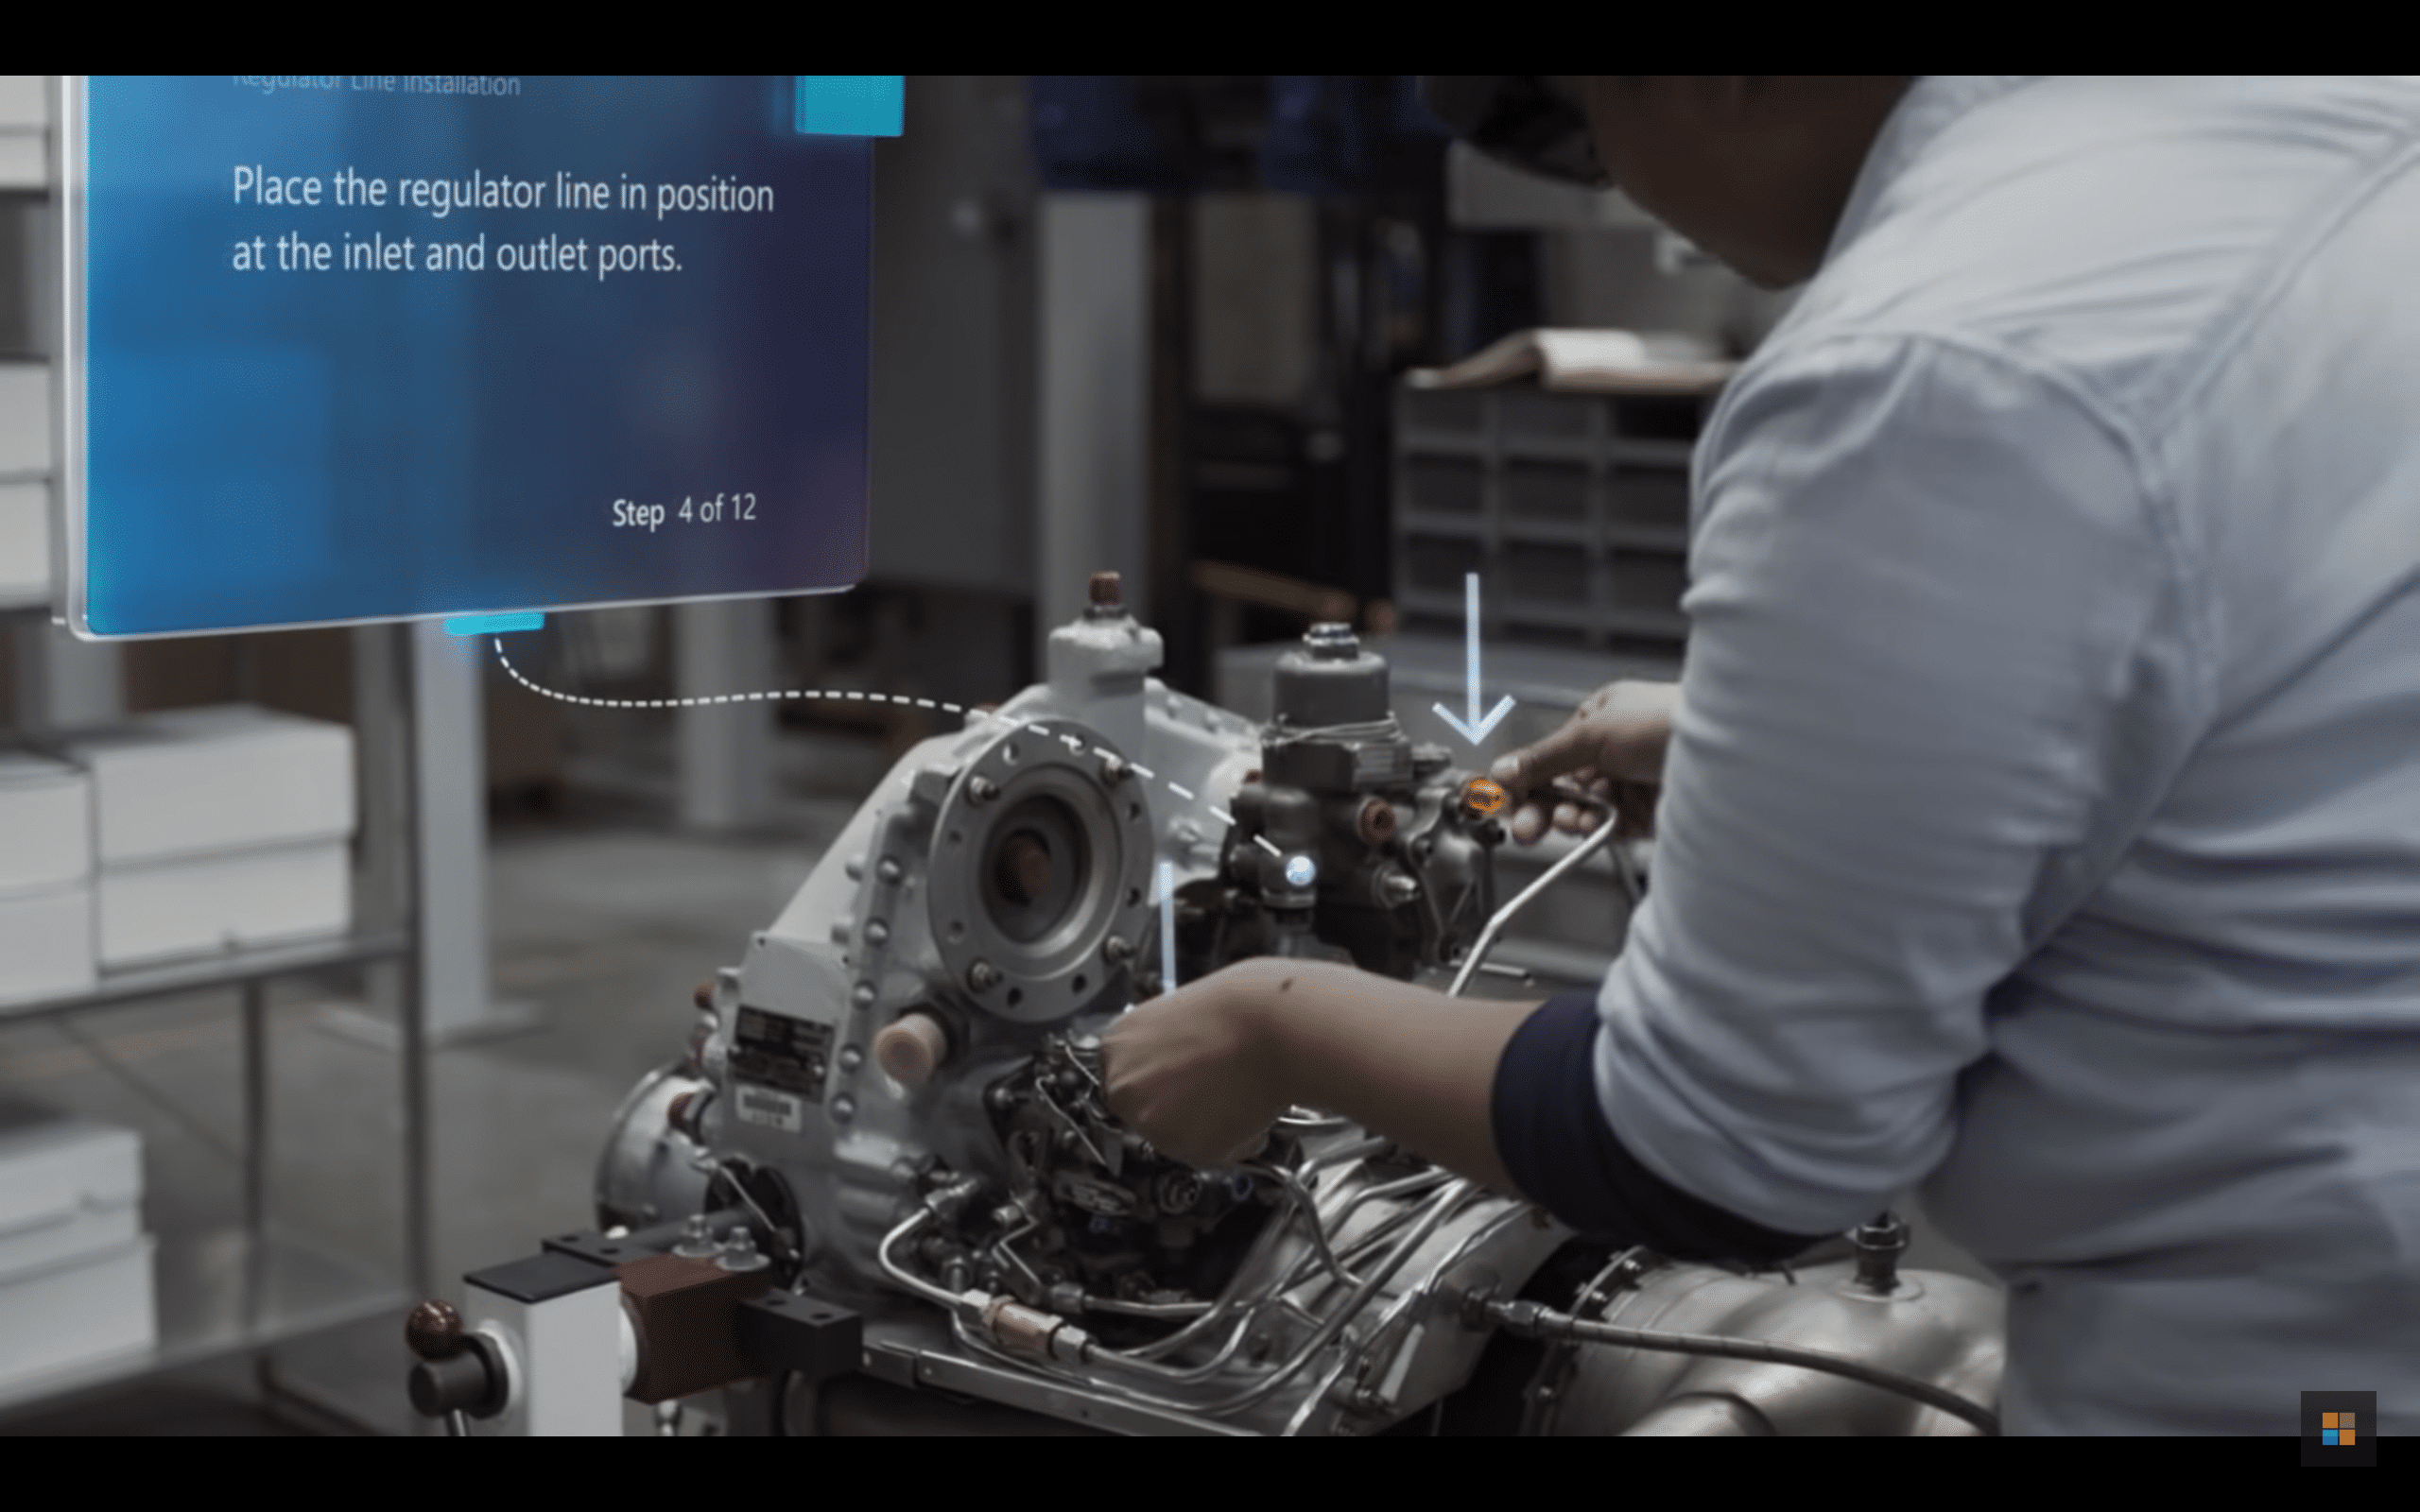 Regulator Line Installation
Place the regulator line in position
at the inlet and outlet ports.
Step 4 of 12